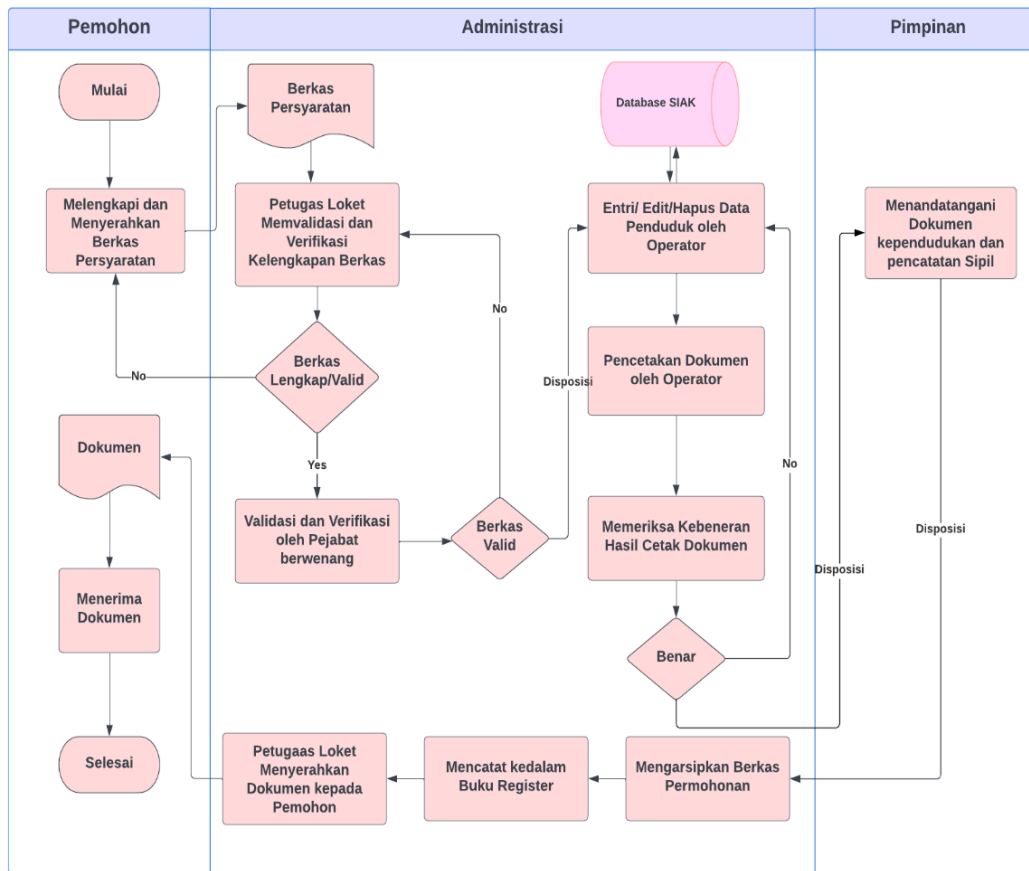 Pemohon
Administrasi
Pimpinan
Mulai
Berkas
Persyaratan
Database SIAK
Melengkapi dan
Menyerahkan
Berkas
Persyaratan
Petugas Loket
Memvalidasi dan
Verifikasi
Kelengkapan Berkas
Entri/ Edit/Hapus Data
Penduduk oleh
Operator
Menandatangani
Dokumen
kependudukan dan
pencatatan Sipil
No
Berkas
Lengkap/Valid
No
Disposisi
Pencetakan Dokumen
oleh Operator
Dokumen
Yes
No
Validasi dan Verifikasi
oleh Pejabat
berwenang
Berkas
Valid
Memeriksa Kebeneran
Hasil Cetak Dokumen
Disposisi
Disposisi
Menerima
Dokumen
Benar
Selesai
Petugaas Loket
Menyerahkan
Dokumen kepada
Pemohon
Mencatat kedalam
Buku Register
Mengarsipkan Berkas
Permohonan